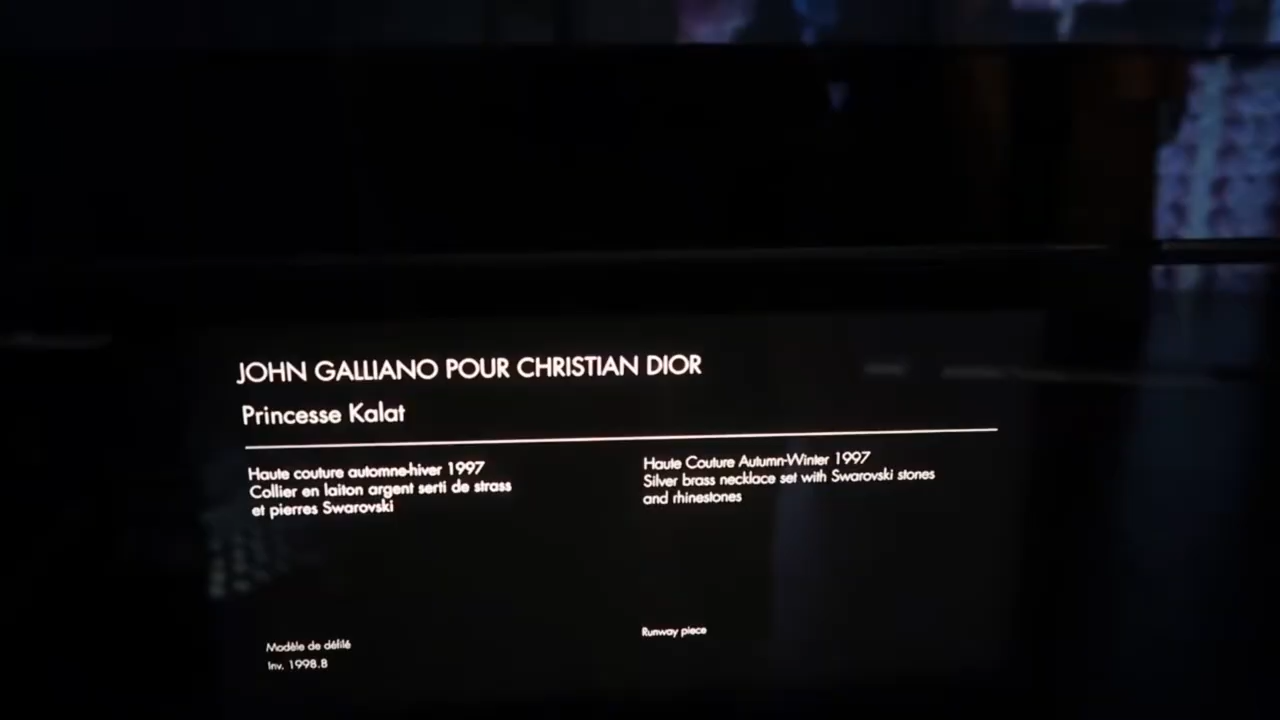 JOHN GALLIANO POUR CHRISTIAN DIOR
Princesse Kalat
Haute couture automne-hiver 1997
Collier en laiton argent serti de strass
et pierres Swarovski
Haute Couture Autumn-Winter 1997
Silver brass necklace set with Swarovski stones
and rhinestones
Modèle de défilé
Inv. 1998.8
Runway piece